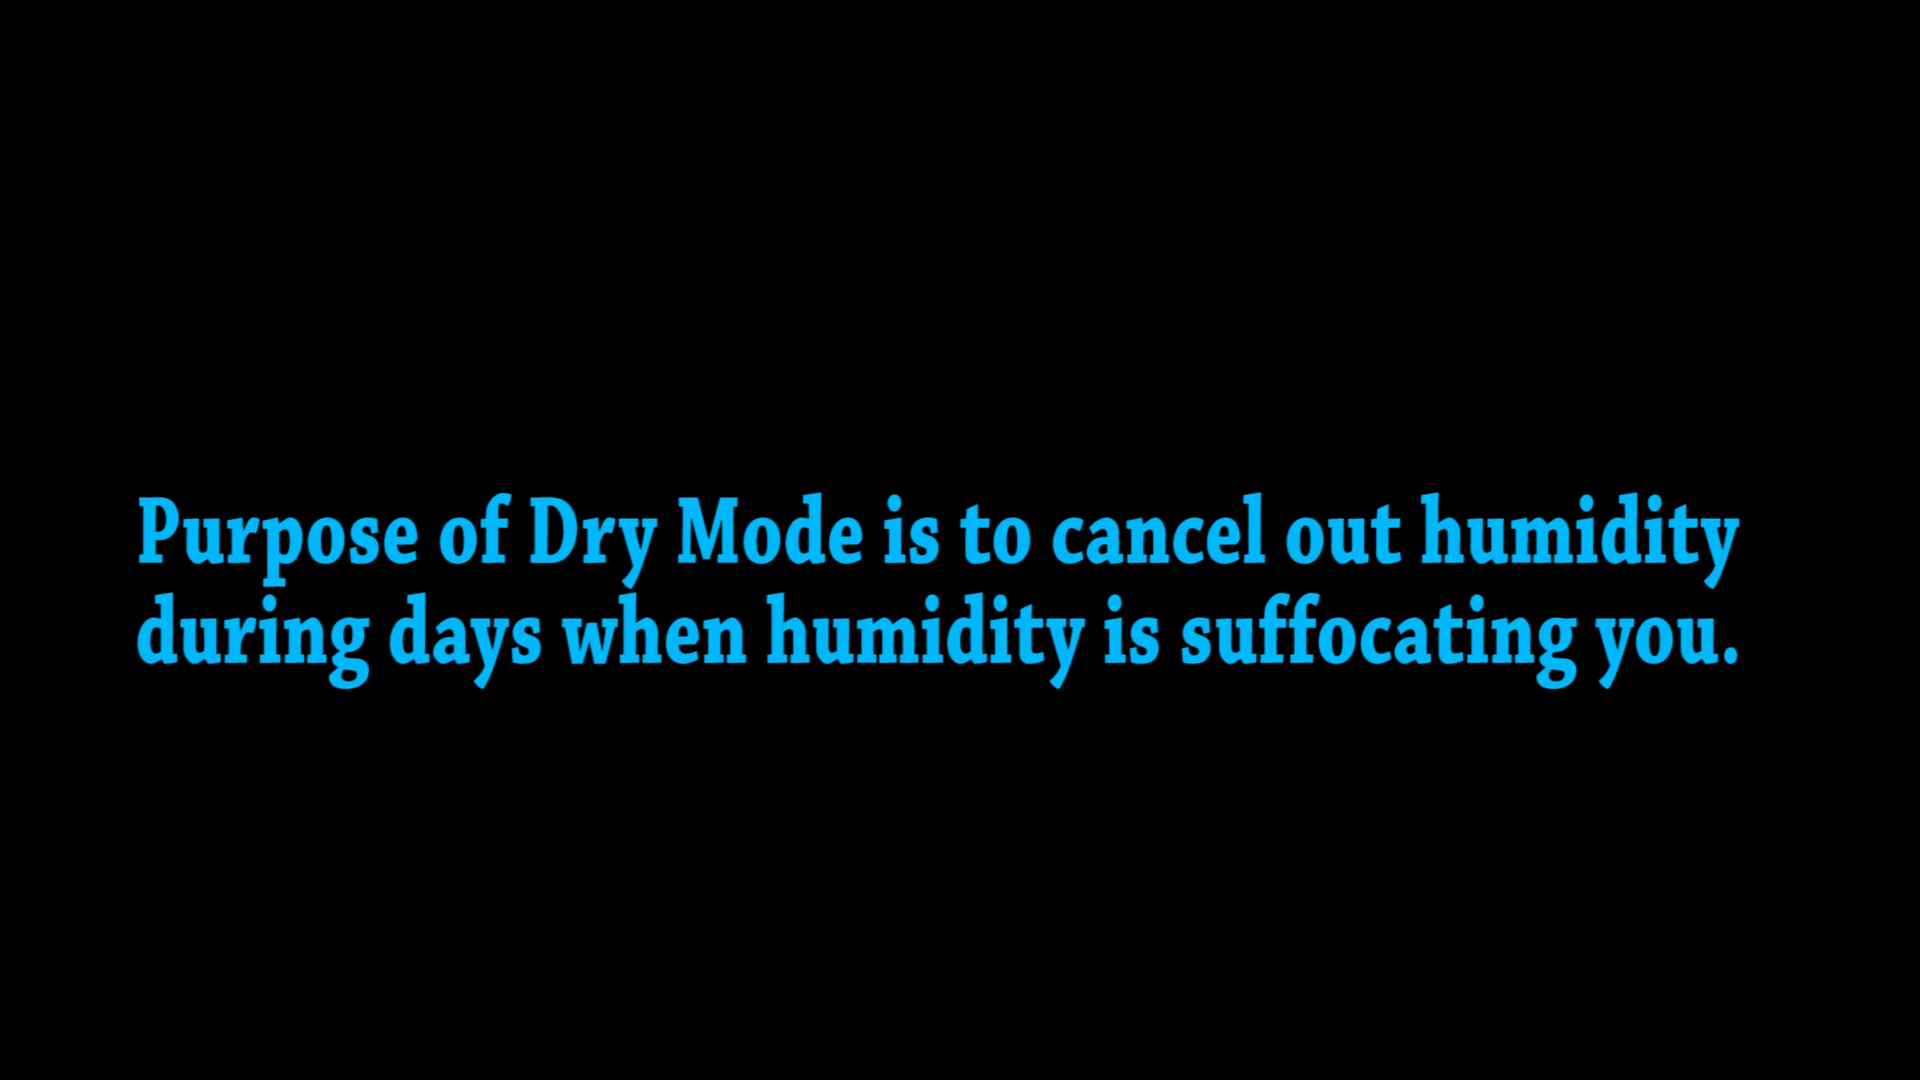 Purpose of Dry Mode is to cancel out humidity
during days when humidity is suffocating you.